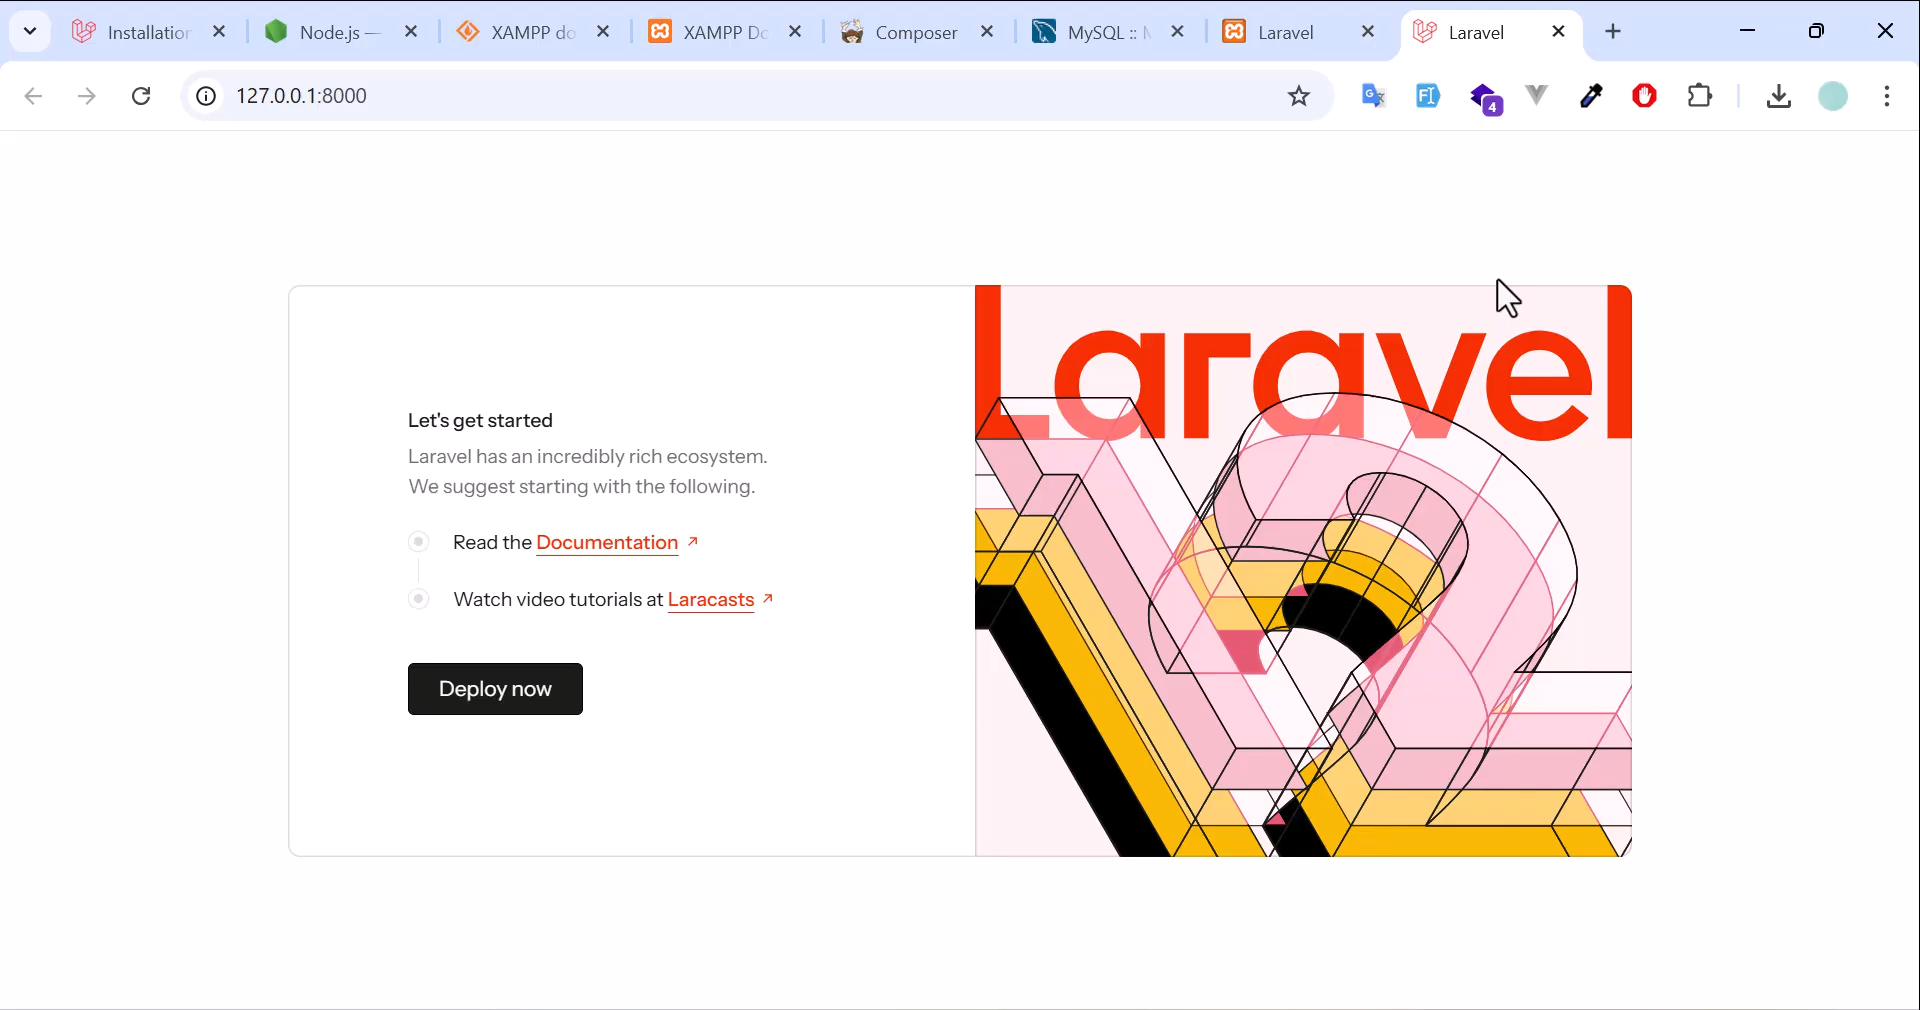 Installation
Node.js —
XAMPP do
XAMPP Do
Composer
MySQL ::
Laravel
Laravel
127.0.0.1:8000
4
Laravel
Let's get started
Laravel has an incredibly rich ecosystem.
We suggest starting with the following.
Read the Documentation
Watch video tutorials at Laracasts
Deploy now